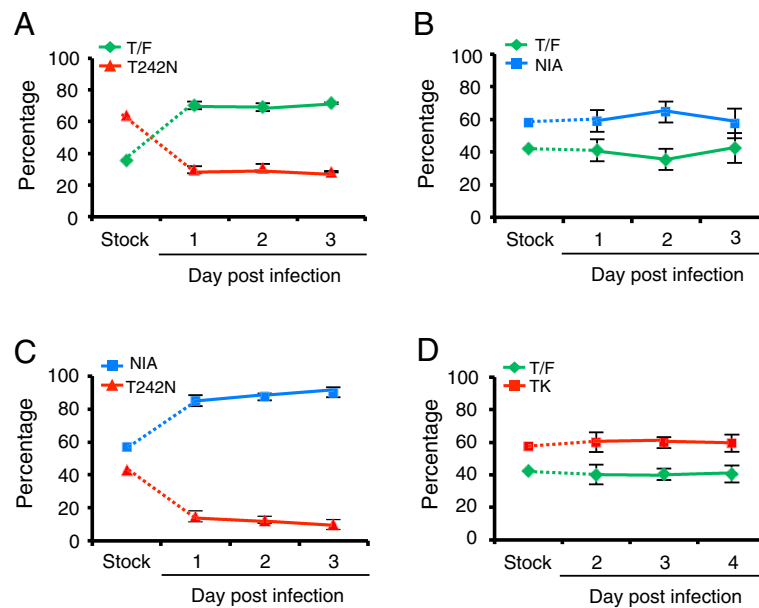 A
T/F
T242N
Percentage
100
80
60
40
20
0
Stock
1
2
3
Day post infection
B
T/F
NIA
Percentage
100
80
60
40
20
0
Stock
1
2
3
Day post infection
C
NIA
T242N
Percentage
100
80
60
40
20
0
Stock
1
2
3
Day post infection
D
T/F
TK
Percentage
100
80
60
40
20
0
Stock
2
3
4
Day post infection